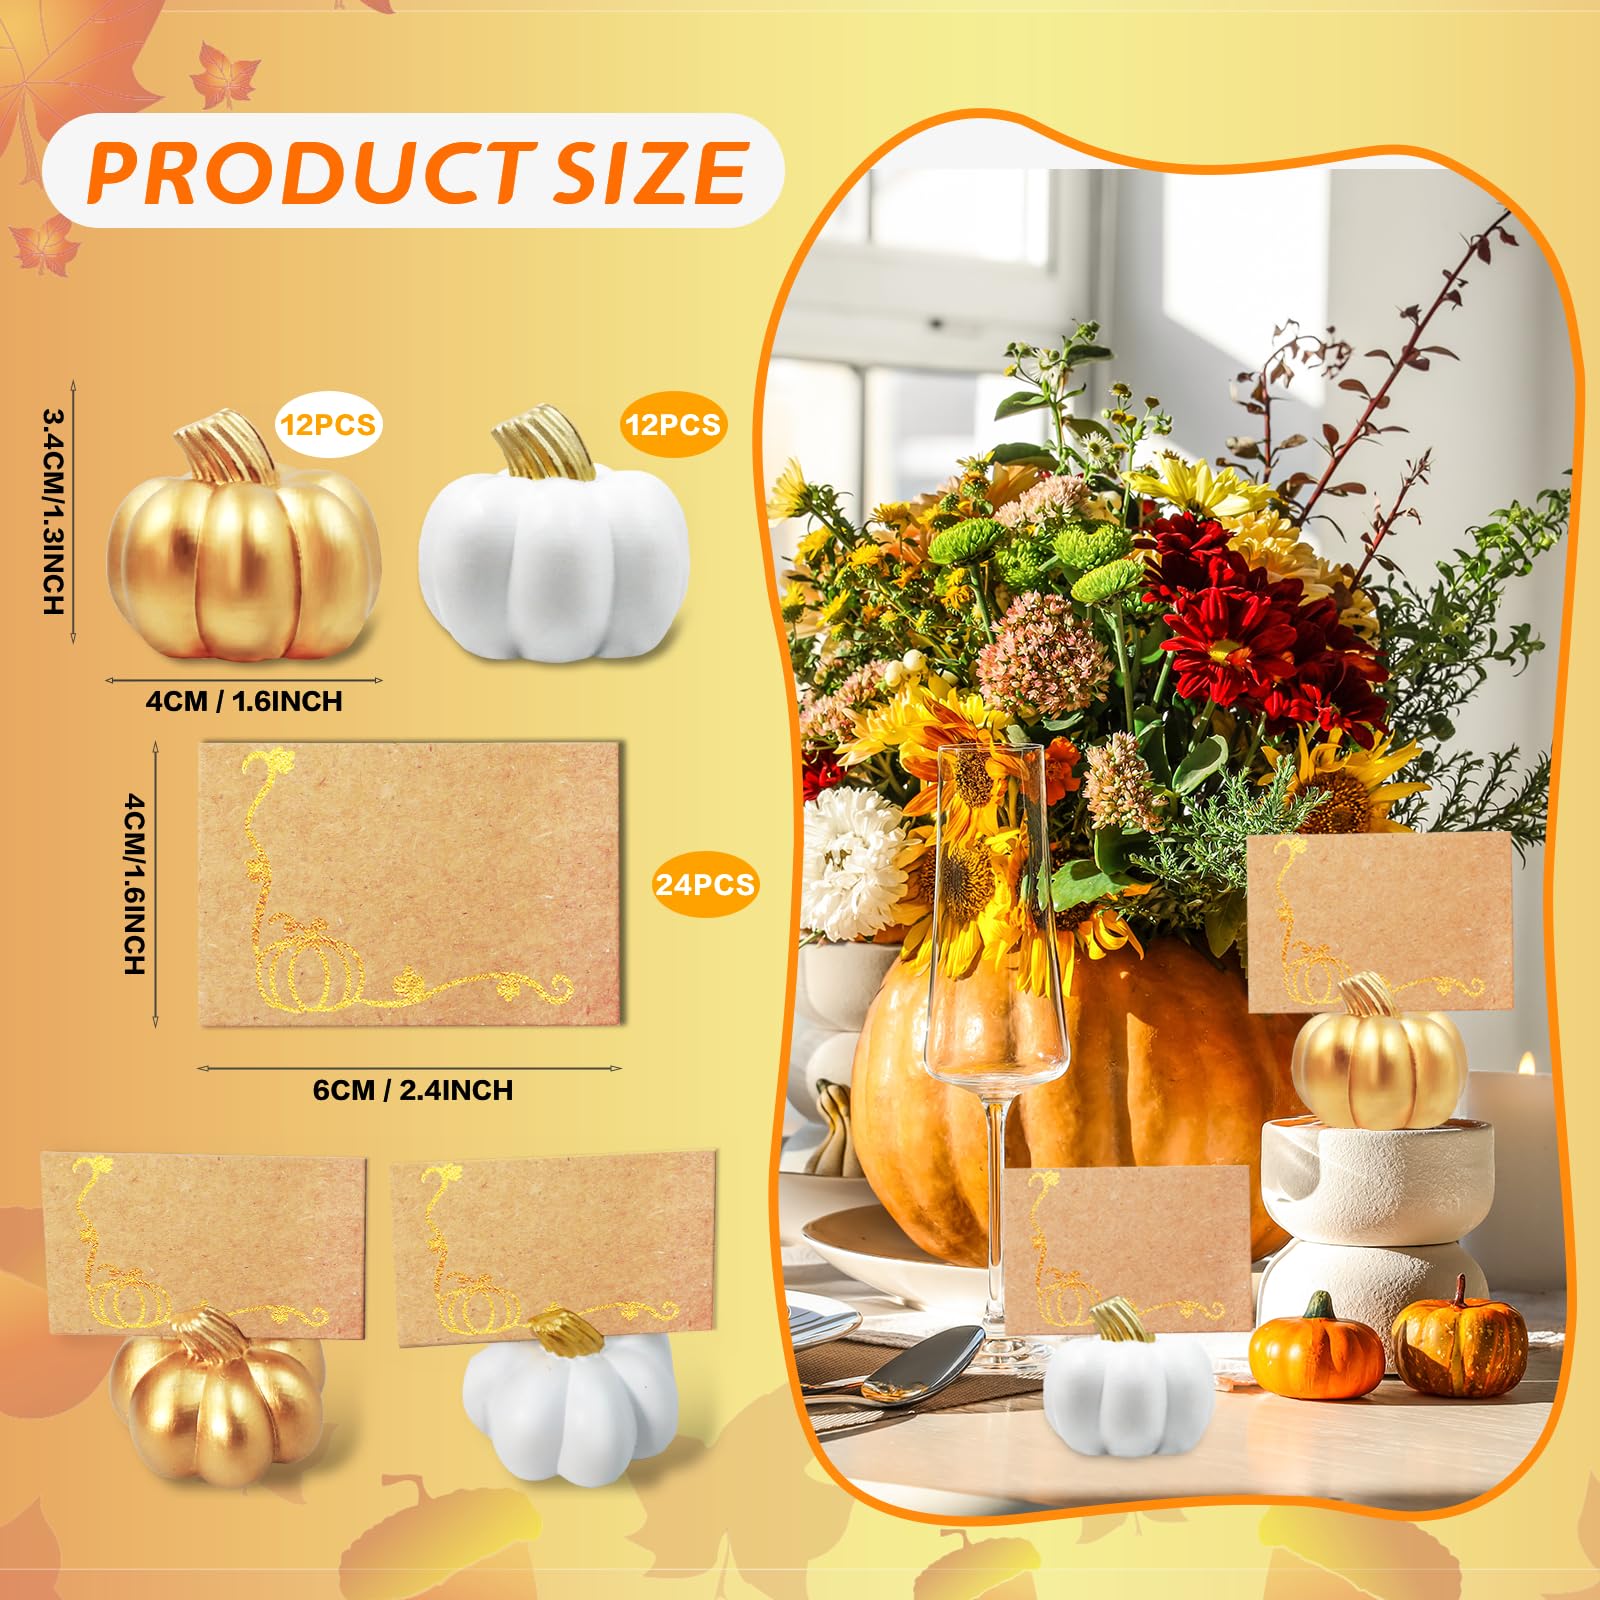 PRODUCT SIZE
12PCS
12PCS
3.4CM/1.3INCH
4CM / 1.6INCH
4CM/1.6INCH
24PCS
6CM / 2.4INCH